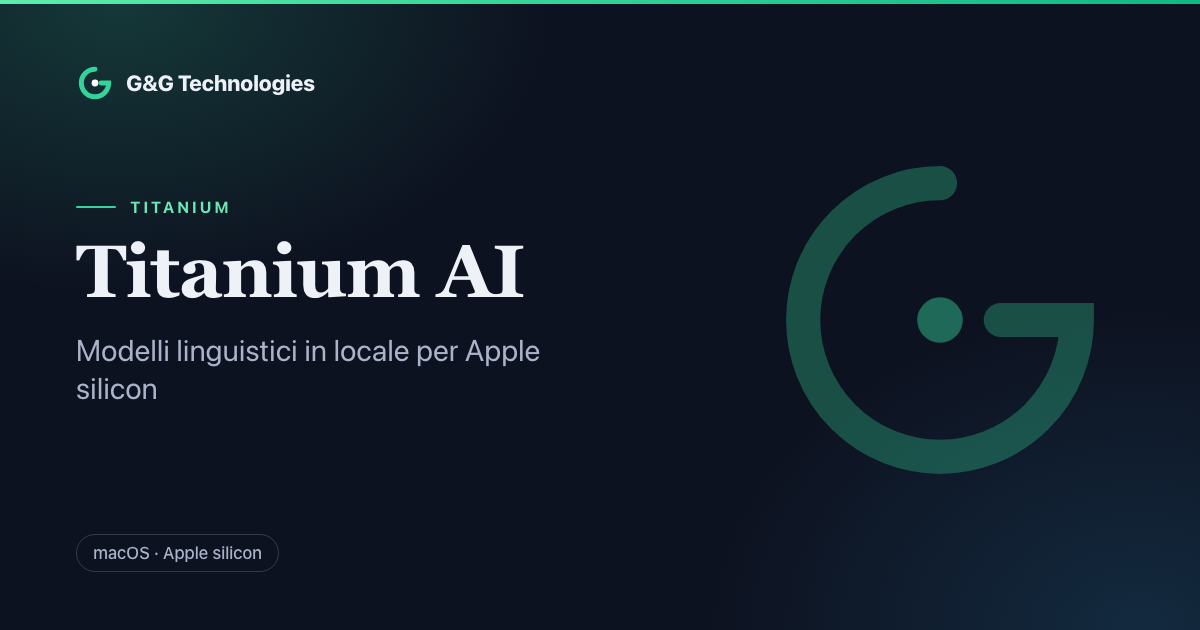 G&G Technologies
TITANIUM
Titanium AI
Modelli linguistici in locale per Apple
silicon
macOS · Apple silicon